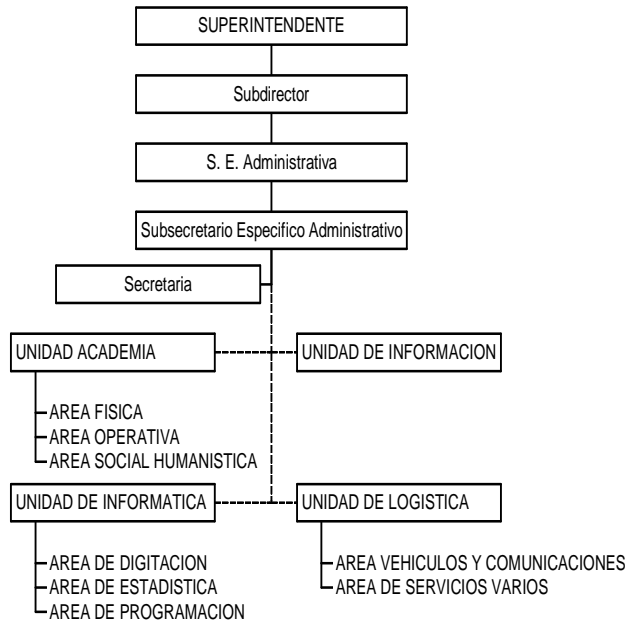 SUPERINTENDENTE
Subdirector
S. E. Administrativa
Subsecretario Especifico Administrativo
Secretaria
UNIDAD ACADEMIA
UNIDAD DE INFORMACION
AREA FISICA
AREA OPERATIVA
AREA SOCIAL HUMANISTICA
UNIDAD DE INFORMATICA
UNIDAD DE LOGISTICA
AREA DE DIGITACION
AREA DE ESTADISTICA
AREA DE PROGRAMACION
AREA VEHICULOS Y COMUNICACIONES
AREA DE SERVICIOS VARIOS